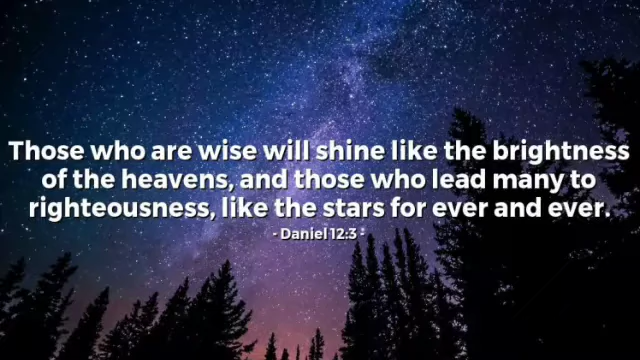 Those who are wise will shine like the brightness
of the heavens, and those who lead many to
righteousness, like the stars for ever and ever.
- Daniel 12:3 -